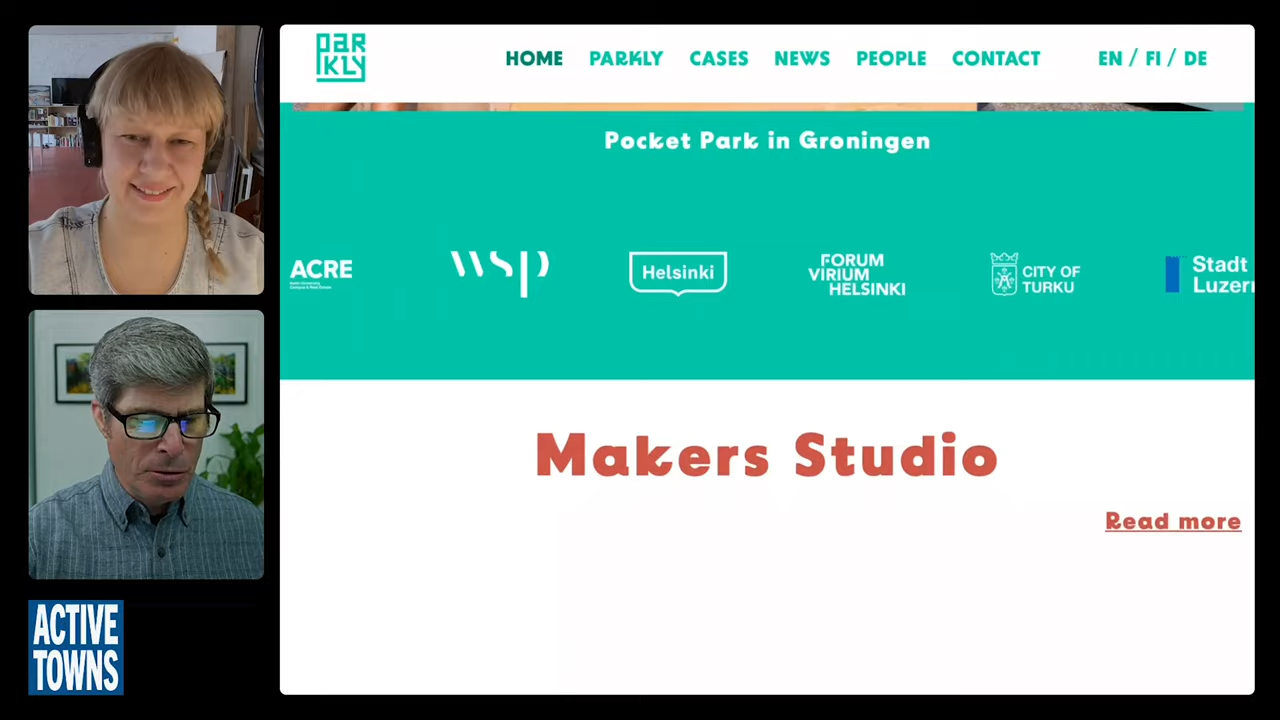 PARKLY
HOME PARKLY CASES NEWS PEOPLE CONTACT EN / FI / DE
Pocket Park in Groningen
ACRE
wsp
Helsinki
FORUM
VIRIUM
HELSINKI
CITY OF
TURKU
Stadt
Luzern
Makers Studio
Read more
ACTIVE
TOWNS